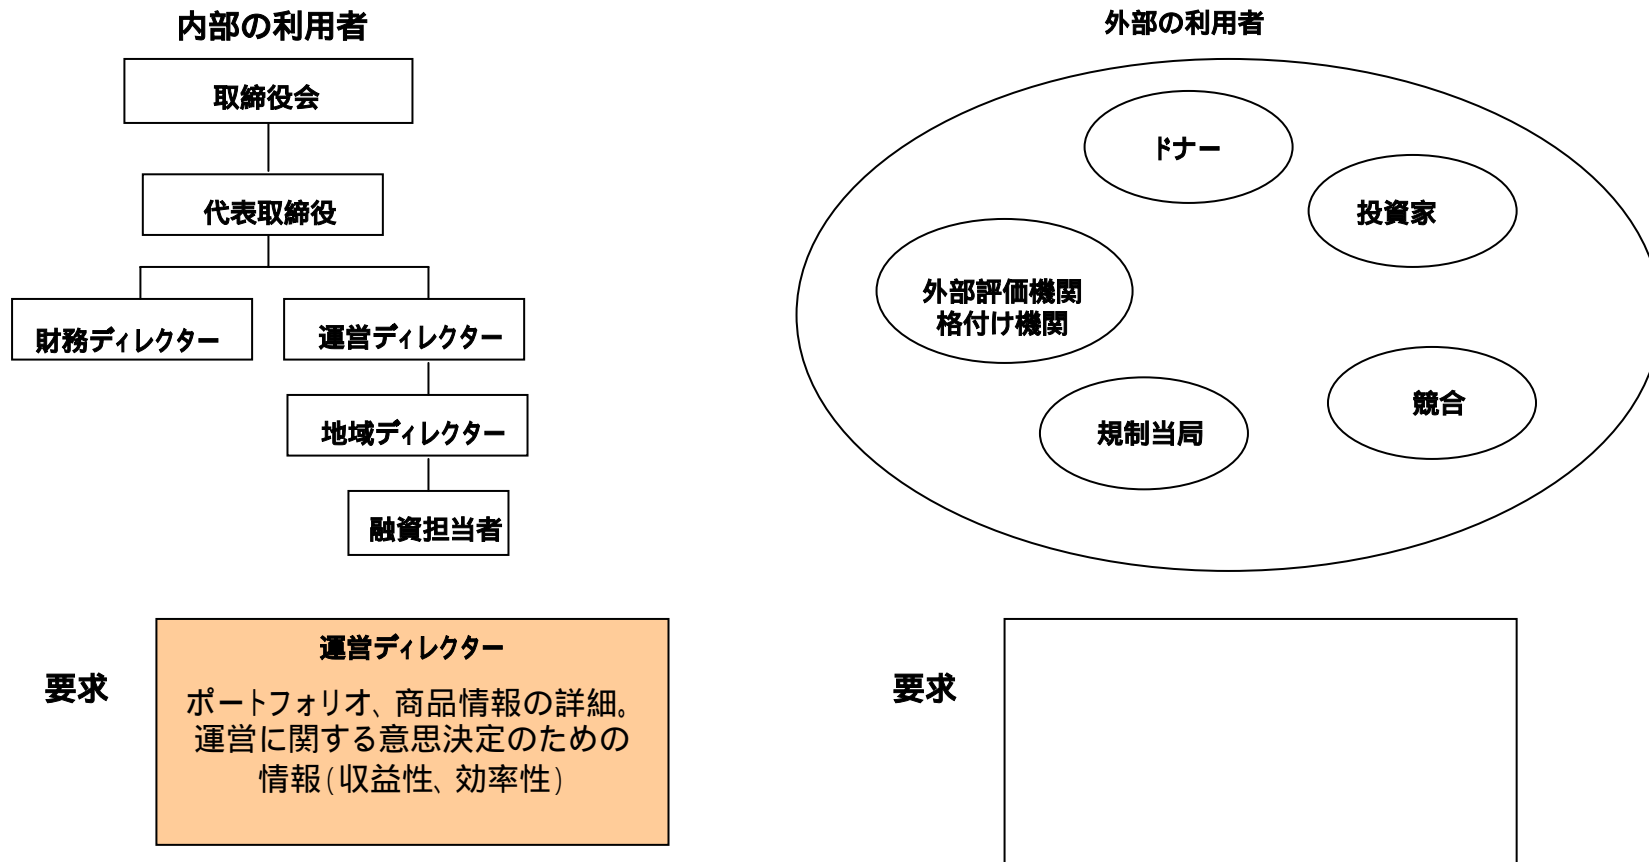 内部の利用者
取締役会
代表取締役
財務ディレクター
運営ディレクター
地域ディレクター
融資担当者
外部の利用者
ドナー
投資家
外部評価機関
格付け機関
競合
規制当局
要求
運営ディレクター
ポートフォリオ、商品情報の詳細。
運営に関する意思決定のための
情報(収益性、効率性)
要求